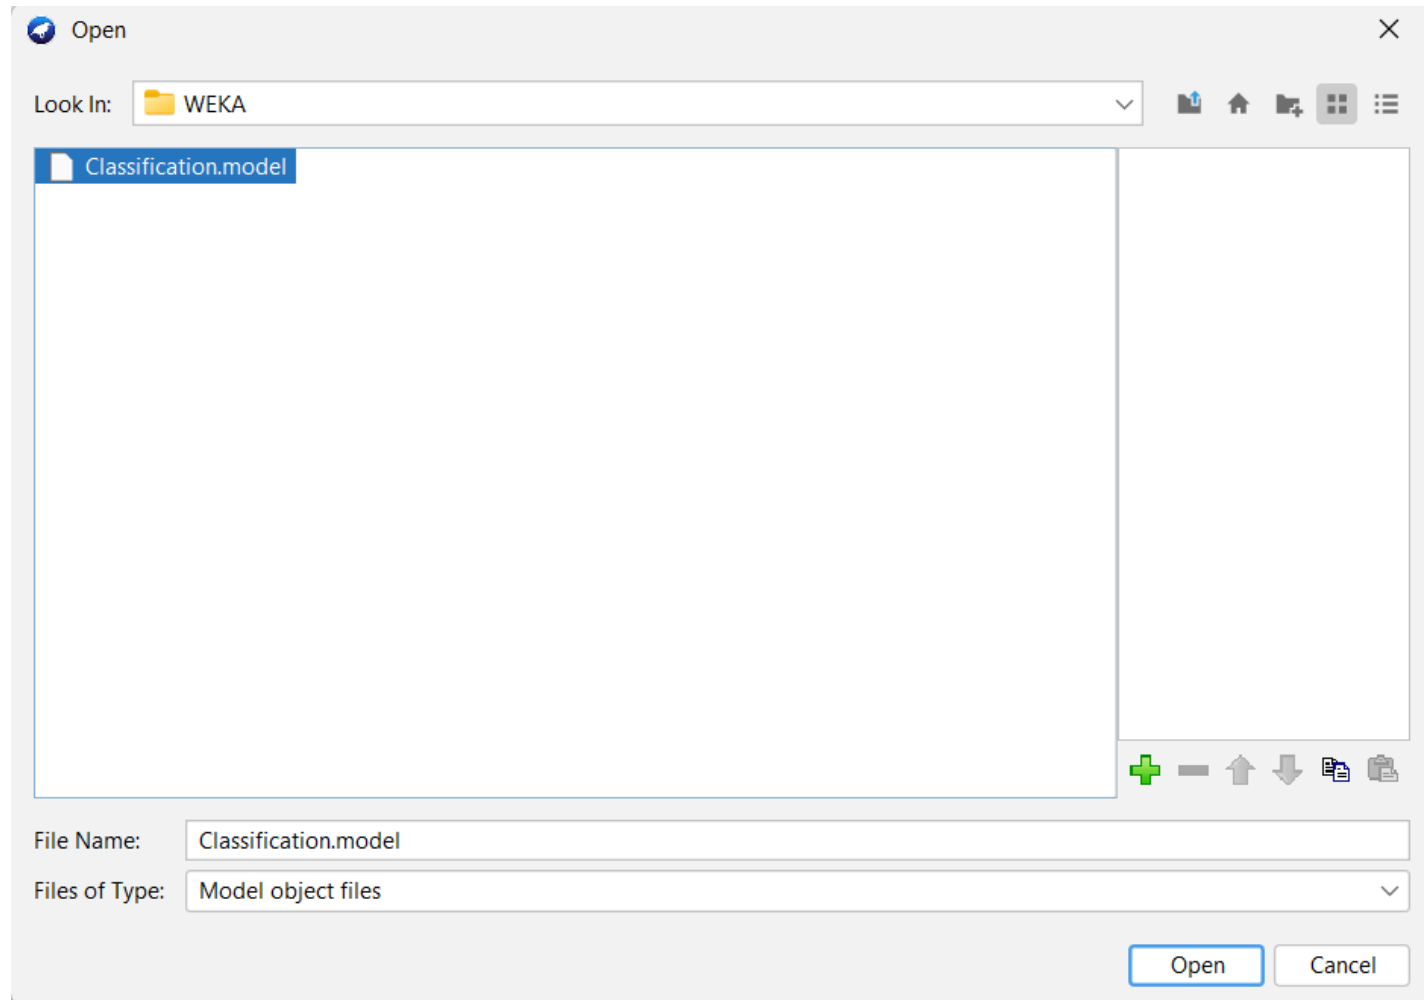 Open
Look In: WEKA
Classification.model
File Name: Classification.model
Files of Type: Model object files
Open Cancel